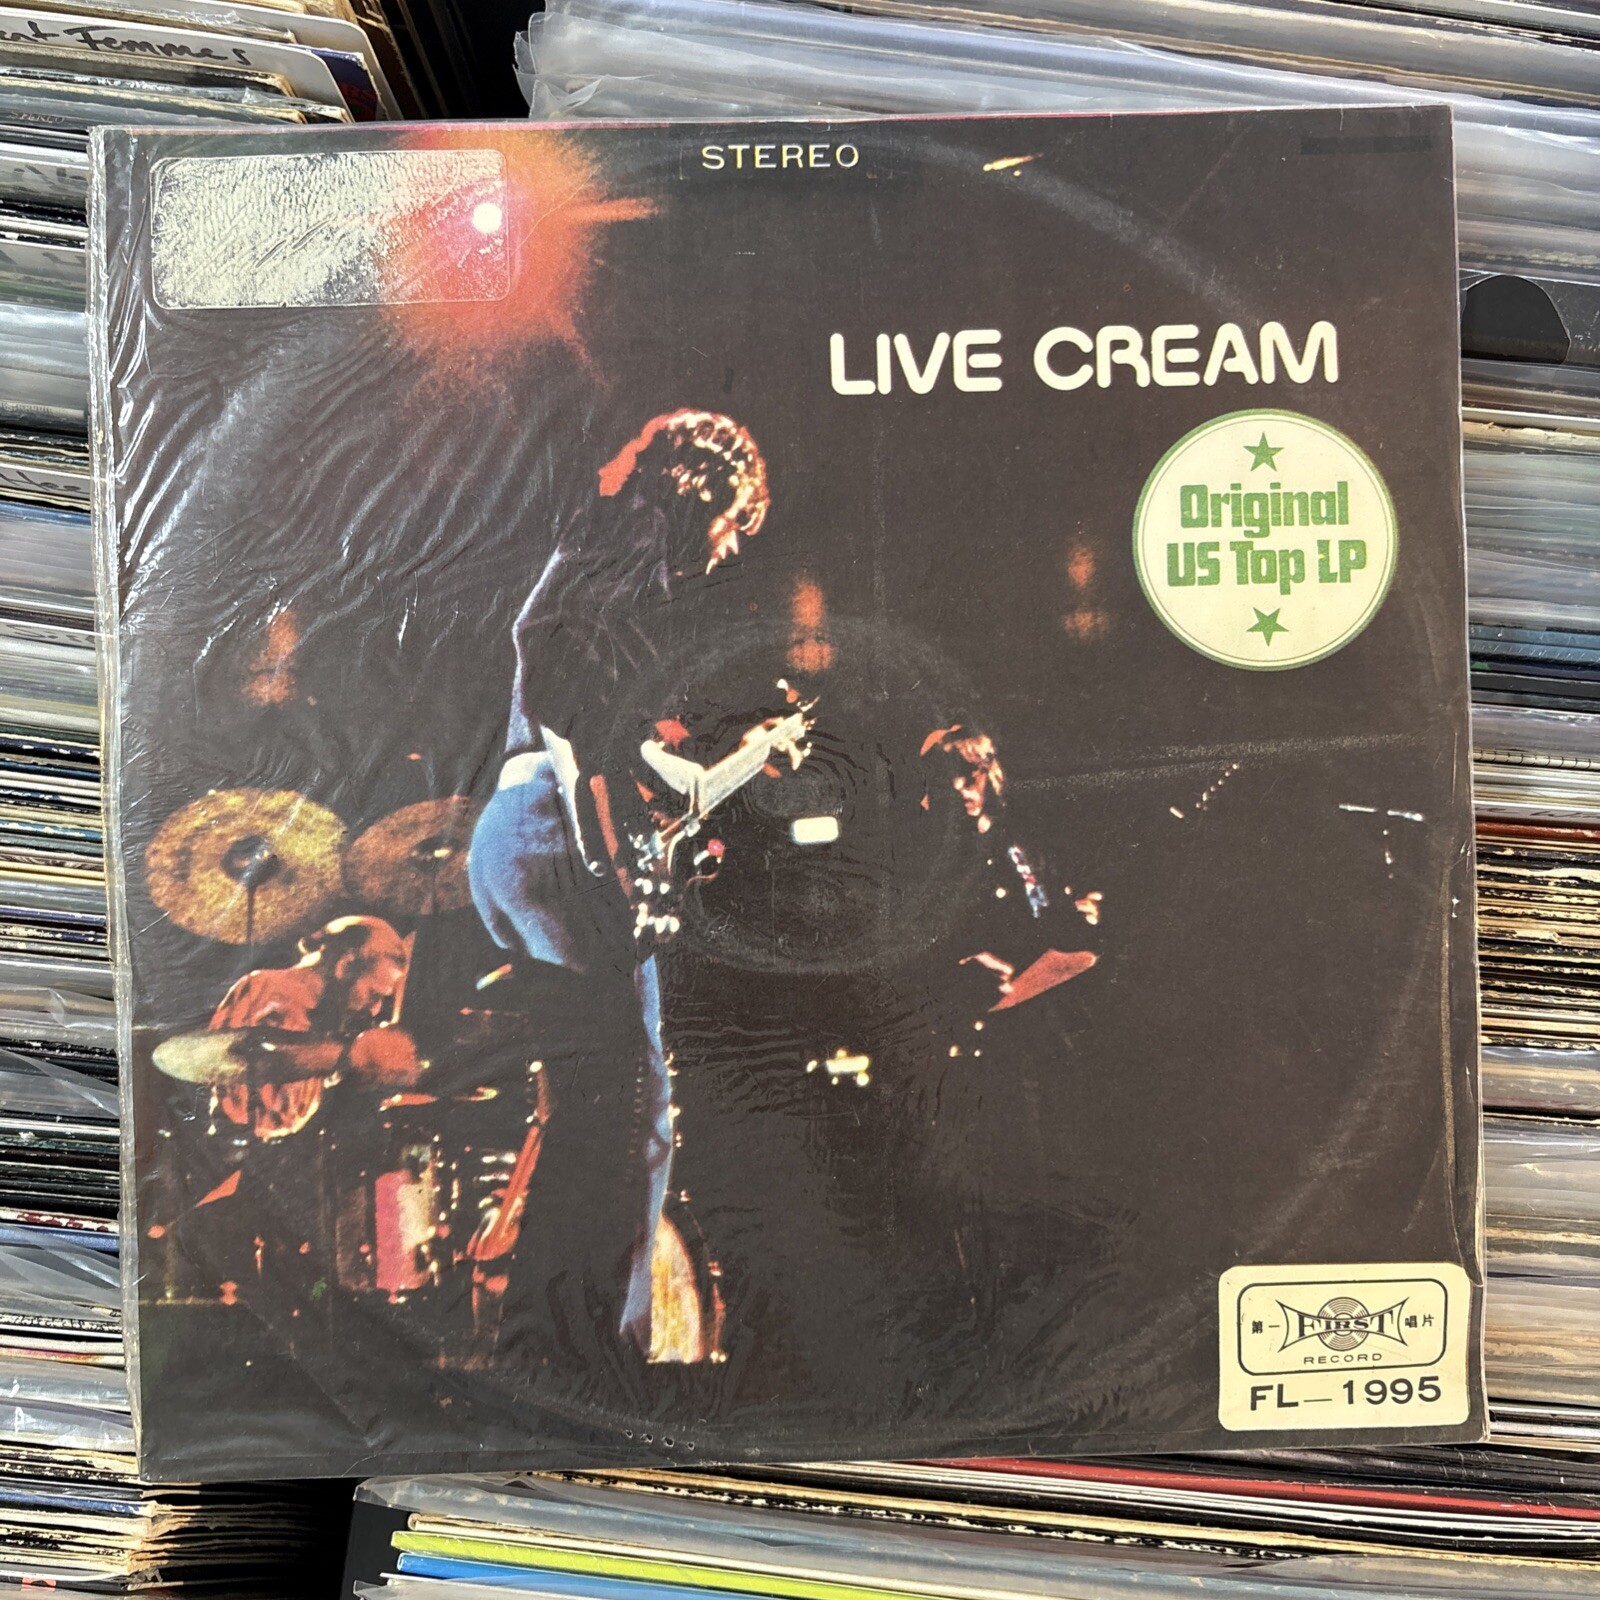 Femmes
STEREO
LIVE CREAM
Original
US Top LP
第一 FIRST 唱片
RECORD
FL—1995